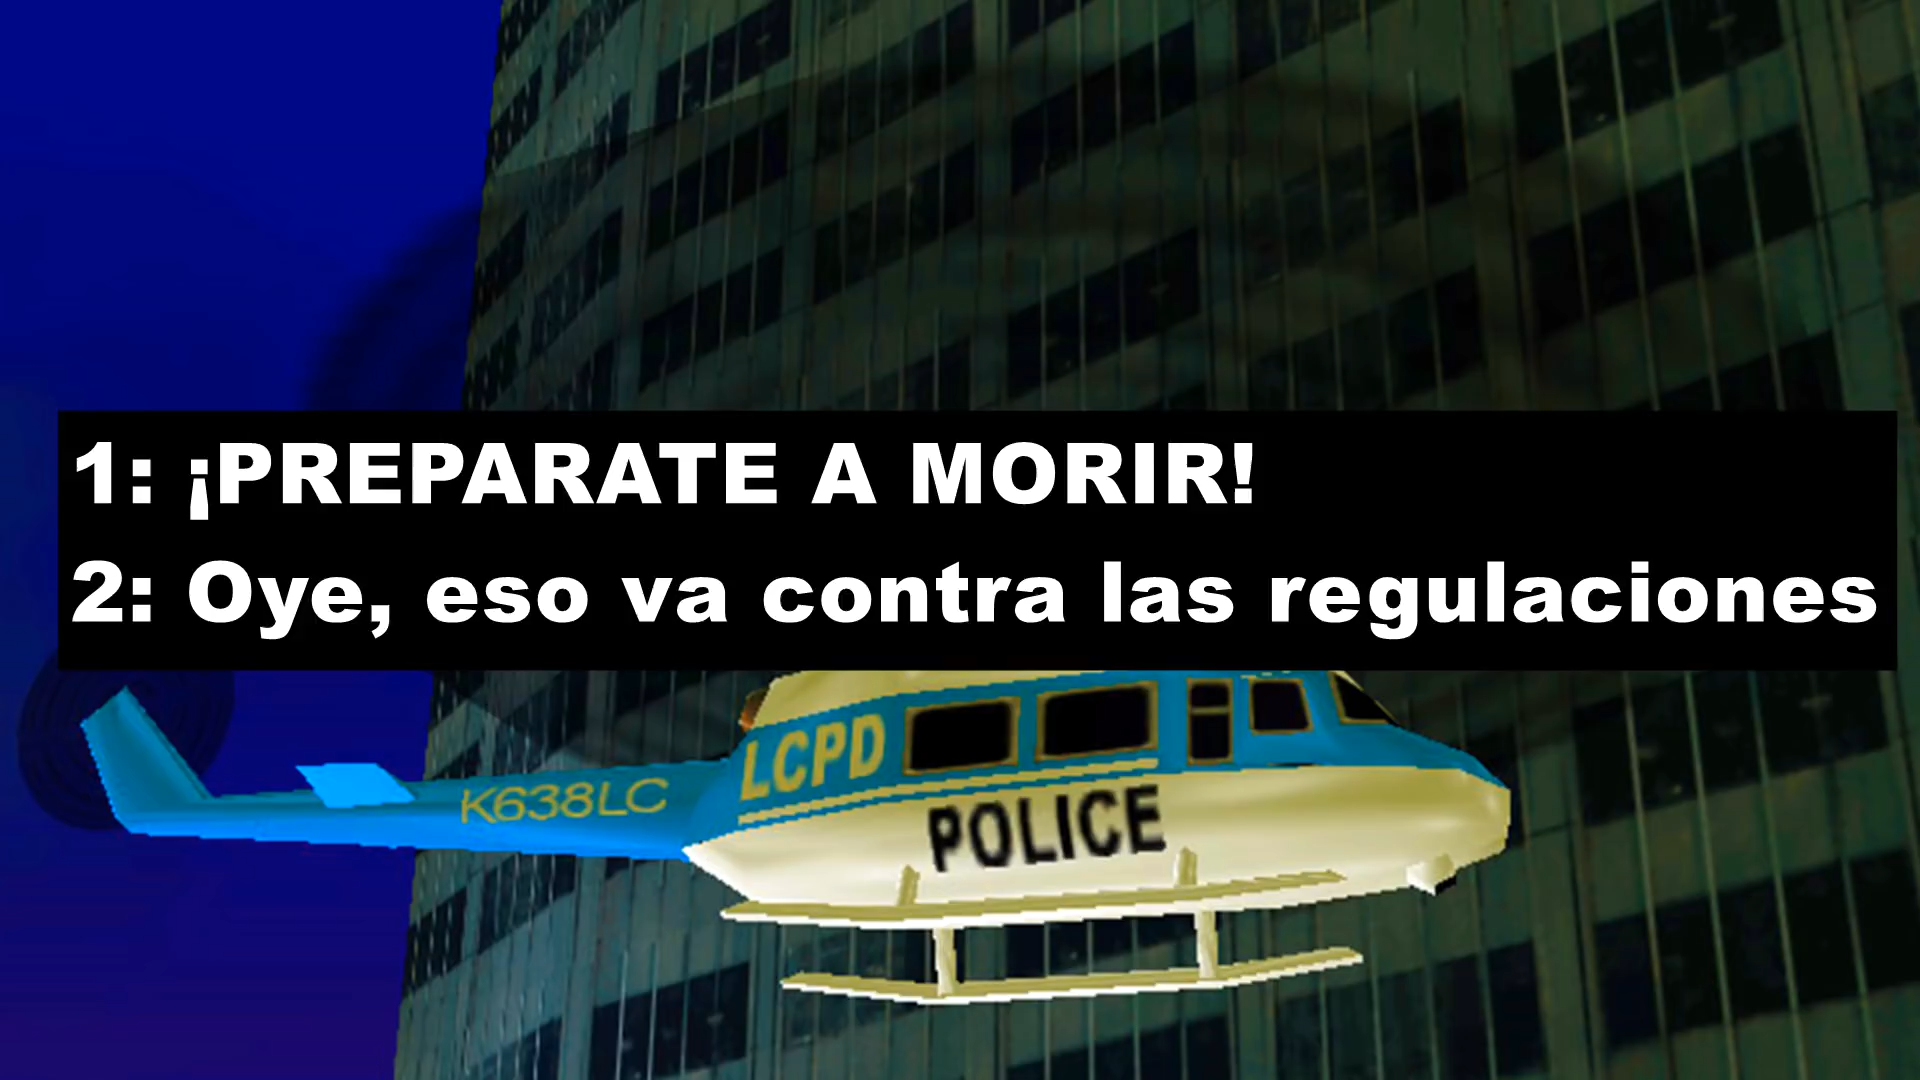 1: ¡PREPARATE A MORIR!
2: Oye, eso va contra las regulaciones
LCPD
K638LC
POLICE